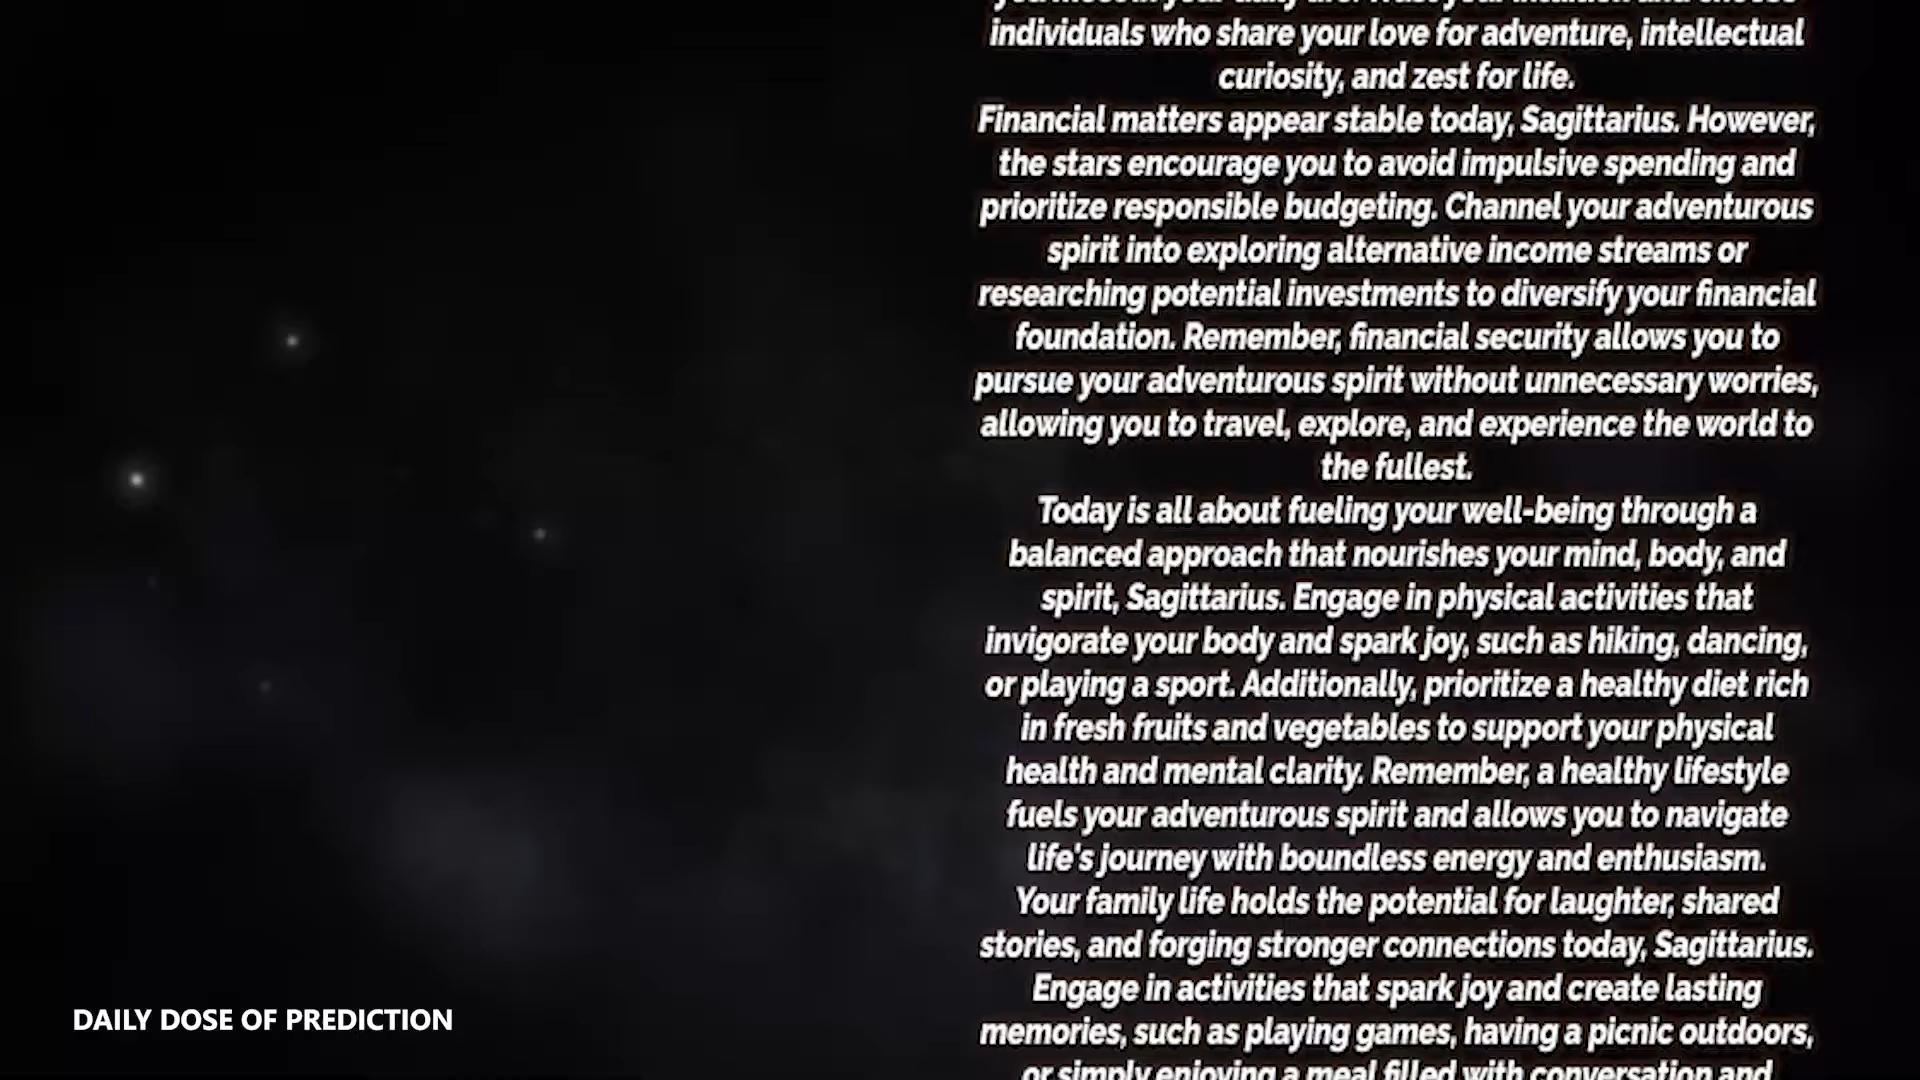 individuals who share your love for adventure, intellectual
curiosity, and zest for life.
Financial matters appear stable today, Sagittarius. However,
the stars encourage you to avoid impulsive spending and
prioritize responsible budgeting. Channel your adventurous
spirit into exploring alternative income streams or
researching potential investments to diversify your financial
foundation. Remember, financial security allows you to
pursue your adventurous spirit without unnecessary worries,
allowing you to travel, explore, and experience the world to
the fullest.
Today is all about fueling your well-being through a
balanced approach that nourishes your mind, body, and
spirit, Sagittarius. Engage in physical activities that
invigorate your body and spark joy, such as hiking, dancing,
or playing a sport. Additionally, prioritize a healthy diet rich
in fresh fruits and vegetables to support your physical
health and mental clarity. Remember, a healthy lifestyle
fuels your adventurous spirit and allows you to navigate
life's journey with boundless energy and enthusiasm.
Your family life holds the potential for laughter, shared
stories, and forging stronger connections today, Sagittarius.
Engage in activities that spark joy and create lasting
memories, such as playing games, having a picnic outdoors,
or simply enjoying a meal filled with conversation and
DAILY DOSE OF PREDICTION